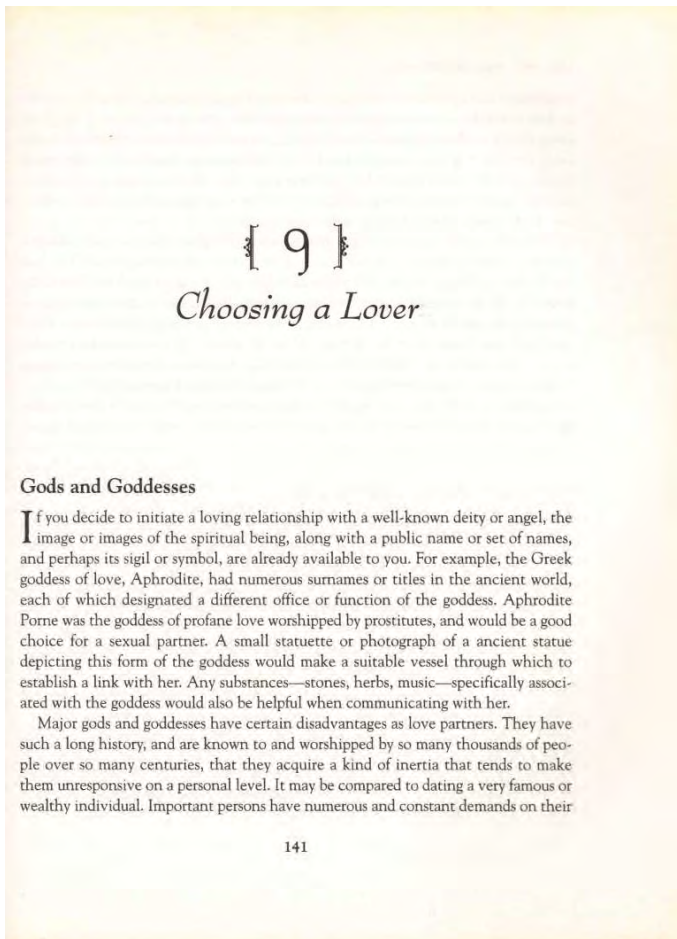 9
Choosing a Lover
Gods and Goddesses
If you decide to initiate a loving relationship with a well-known deity or angel, the
image or images of the spiritual being, along with a public name or set of names,
and perhaps its sigil or symbol, are already available to you. For example, the Greek
goddess of love, Aphrodite, had numerous surnames or titles in the ancient world,
each of which designated a different office or function of the goddess. Aphrodite
Porne was the goddess of profane love worshipped by prostitutes, and would be a good
choice for a sexual partner. A small statuette or photograph of a ancient statue
depicting this form of the goddess would make a suitable vessel through which to
establish a link with her. Any substances—stones, herbs, music—specifically associ-
ated with the goddess would also be helpful when communicating with her.
Major gods and goddesses have certain disadvantages as love partners. They have
such a long history, and are known to and worshipped by so many thousands of peo-
ple over so many centuries, that they acquire a kind of inertia that tends to make
them unresponsive on a personal level. It may be compared to dating a very famous or
wealthy individual. Important persons have numerous and constant demands on their
141